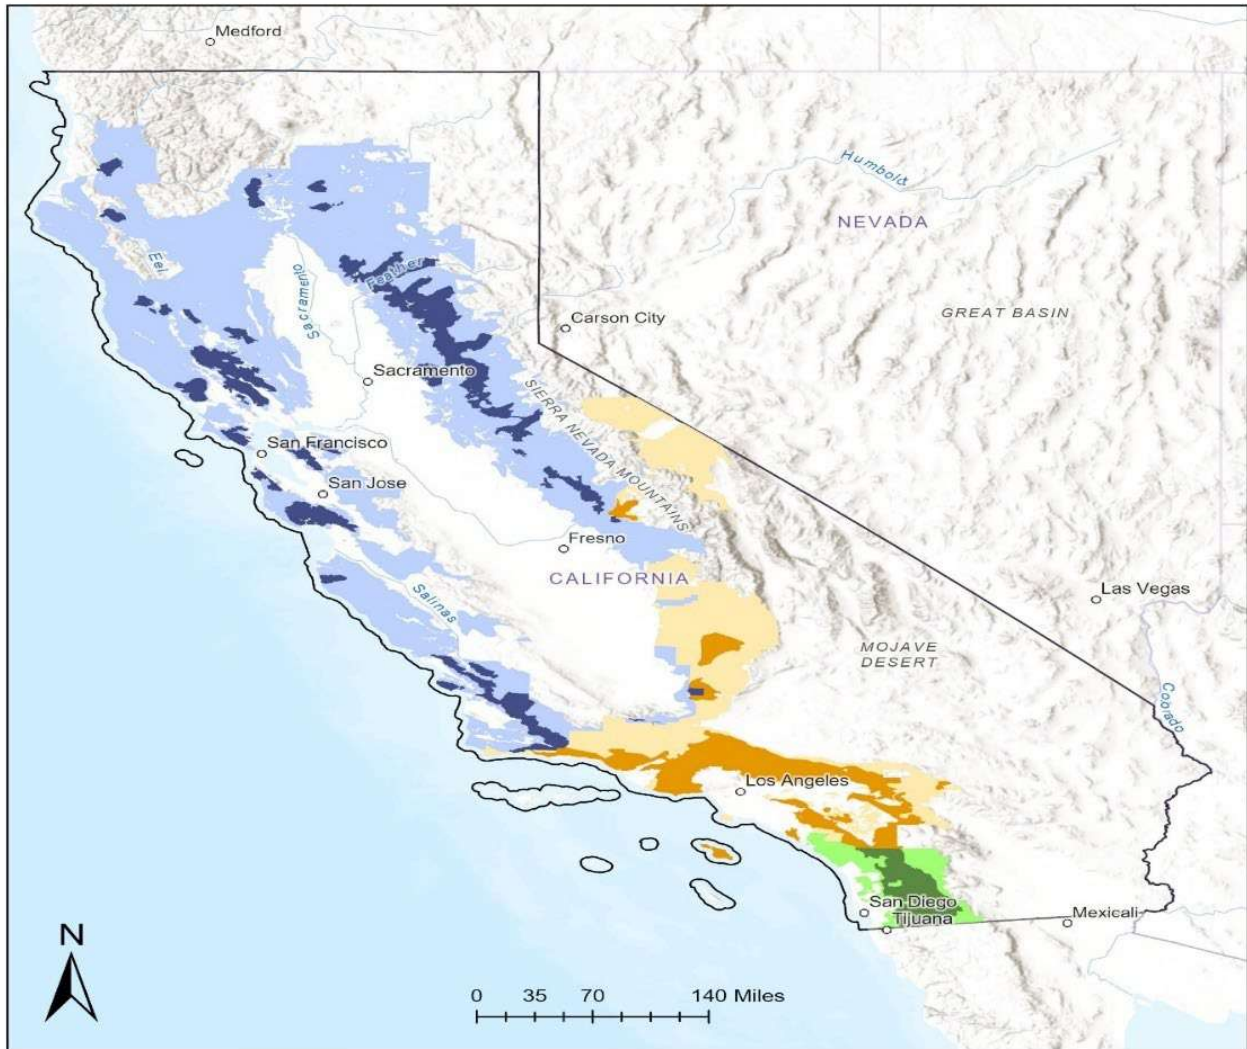 Medford
Humboldt
NEVADA
Eel
Sacramento
Feather
Carson City
GREAT BASIN
Sacramento
SIERRA NEVADA MOUNTAINS
San Francisco
San Jose
Fresno
CALIFORNIA
Las Vegas
Salinas
MOJAVE
DESERT
Colorado
Los Angeles
San Diego
Tijuana
Mexicali
N
0 35 70 140 Miles